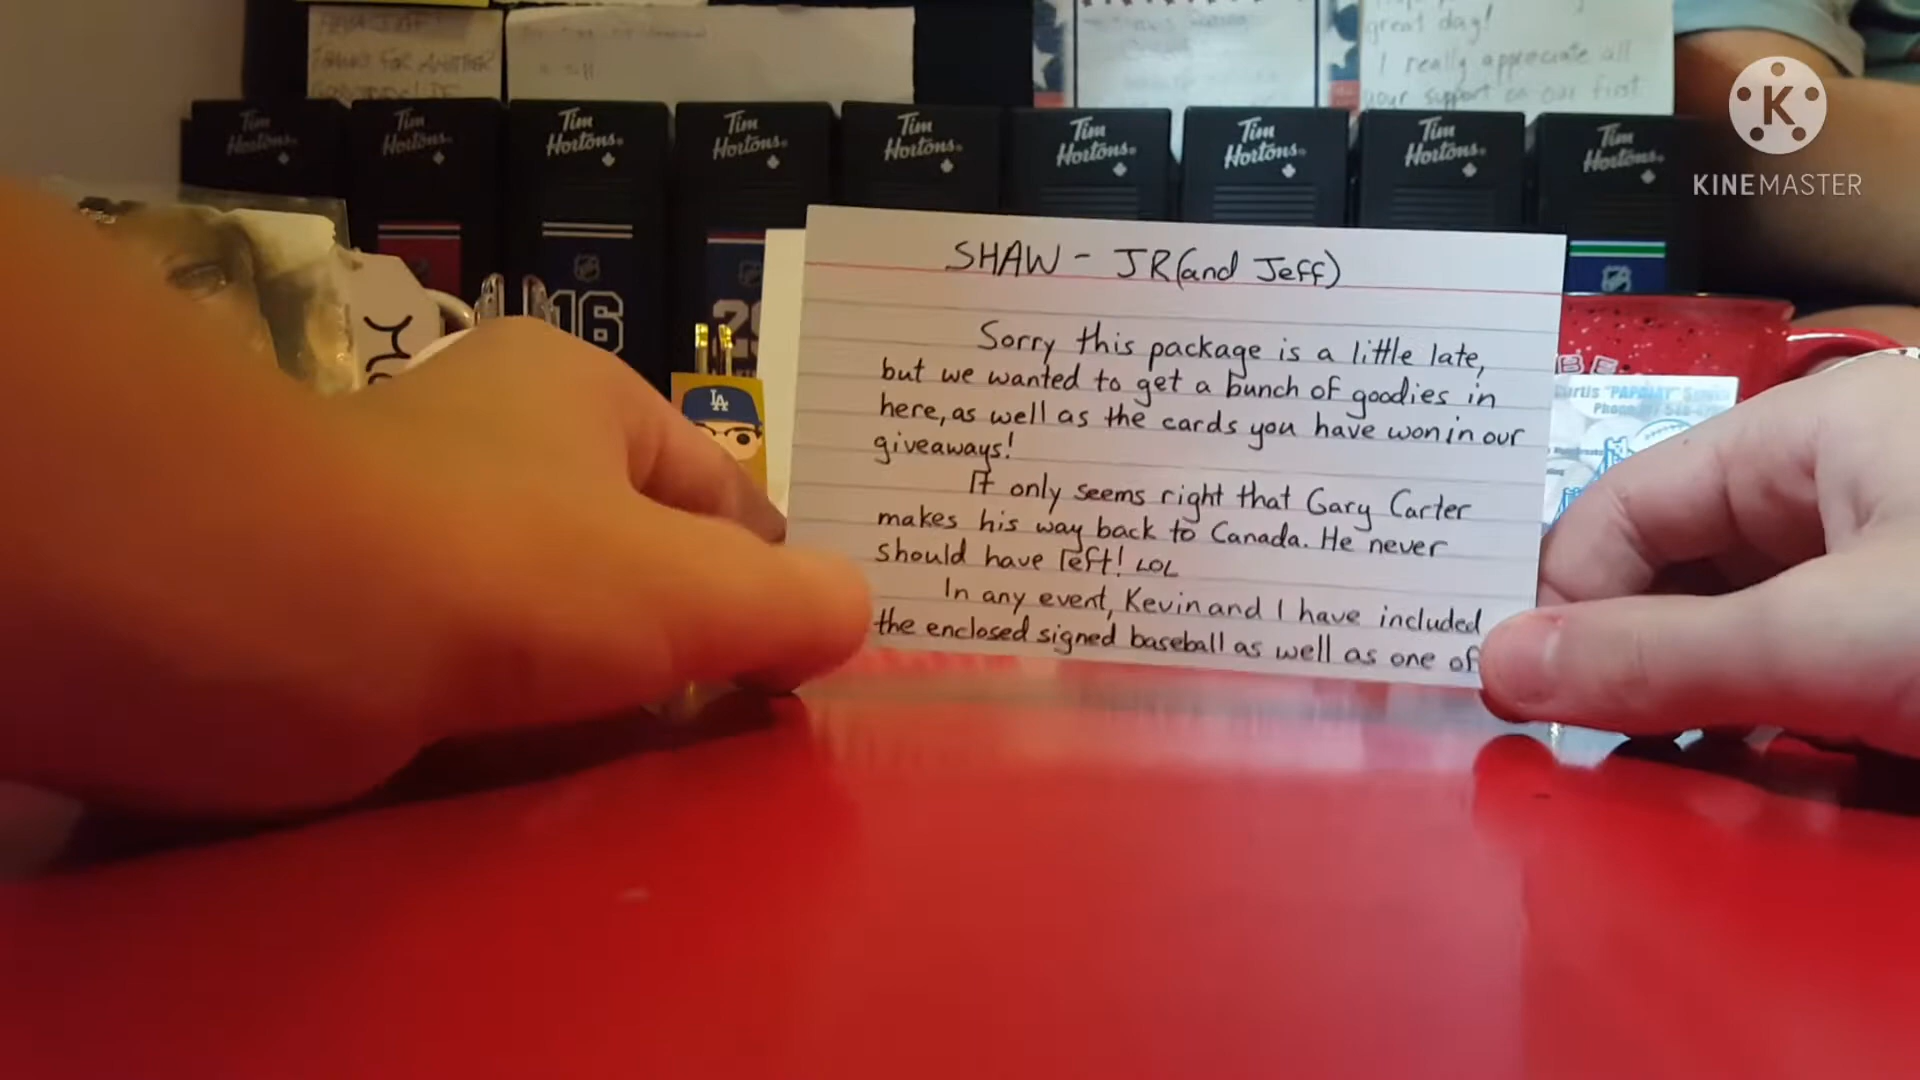 THANKS FOR ANOTHER
great day!
I really appreciate all
your support on our first
Tim Hortons.
Tim Hortons.
Tim Hortons.
Tim Hortons.
Tim Hortons.
Tim Hortons.
Tim Hortons.
Tim Hortons.
Tim Hortons.
K
KINEMASTER
16
LA
SHAW - JR (and Jeff)
Sorry this package is a little late,
but we wanted to get a bunch of goodies in
here, as well as the cards you have won in our
giveaways!
It only seems right that Gary Carter
makes his way back to Canada. He never
should have left! LOL
In any event, Kevin and I have included
the enclosed signed baseball as well as one of